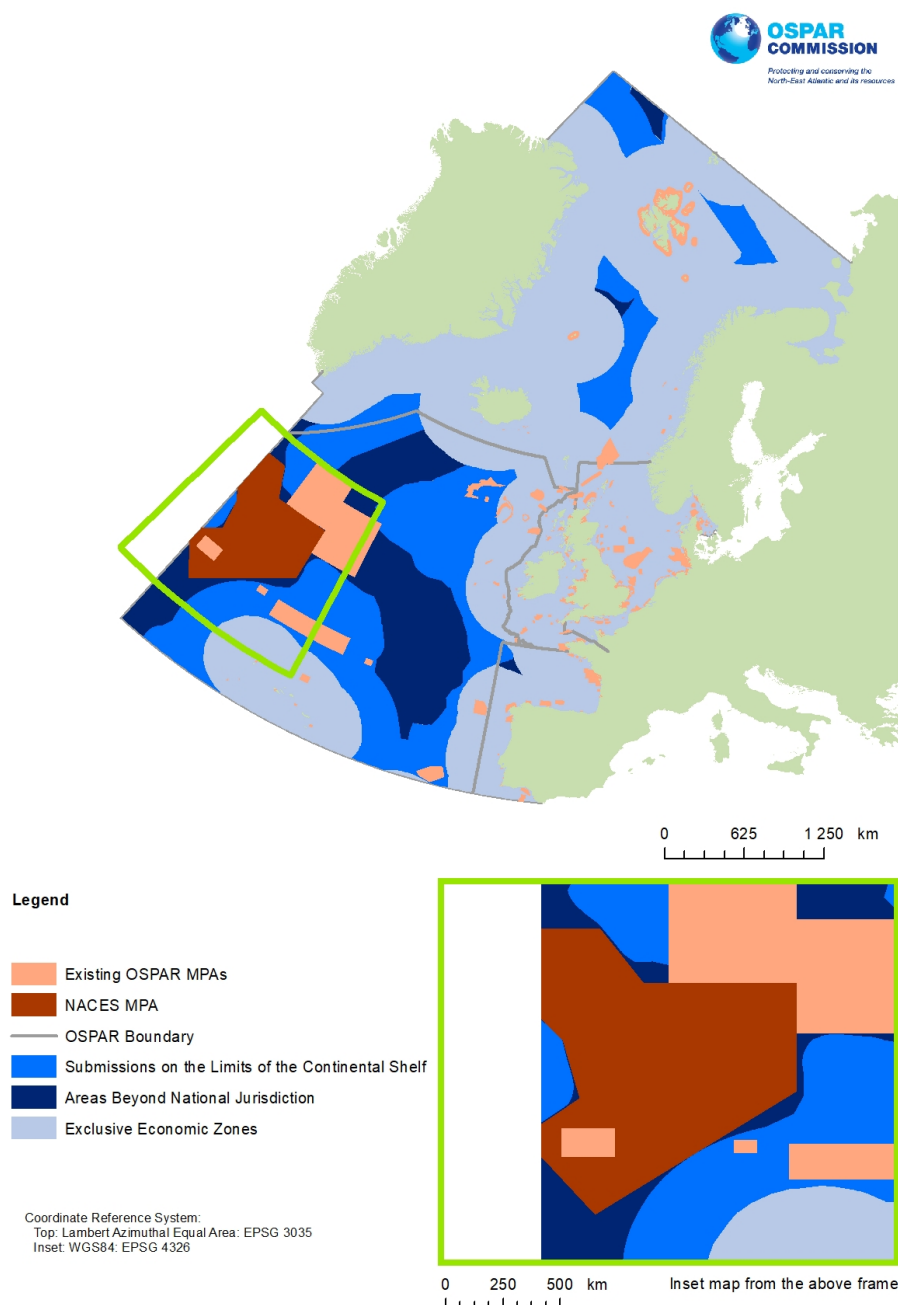 OSPAR
COMMISSION
Protecting and conserving the
North-East Atlantic and its resources
0 625 1 250 km
Legend
Existing OSPAR MPAs
NACES MPA
OSPAR Boundary
Submissions on the Limits of the Continental Shelf
Areas Beyond National Jurisdiction
Exclusive Economic Zones
Coordinate Reference System:
Top: Lambert Azimuthal Equal Area: EPSG 3035
Inset: WGS84: EPSG 4326
0 250 500 km
Inset map from the above frame